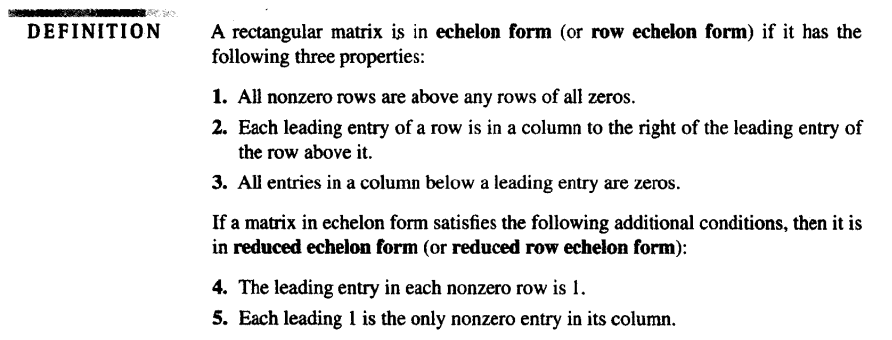 DEFINITION
A rectangular matrix is in echelon form (or row echelon form) if it has the
following three properties:
1. All nonzero rows are above any rows of all zeros.
2. Each leading entry of a row is in a column to the right of the leading entry of
the row above it.
3. All entries in a column below a leading entry are zeros.
If a matrix in echelon form satisfies the following additional conditions, then it is
in reduced echelon form (or reduced row echelon form):
4. The leading entry in each nonzero row is 1.
5. Each leading 1 is the only nonzero entry in its column.